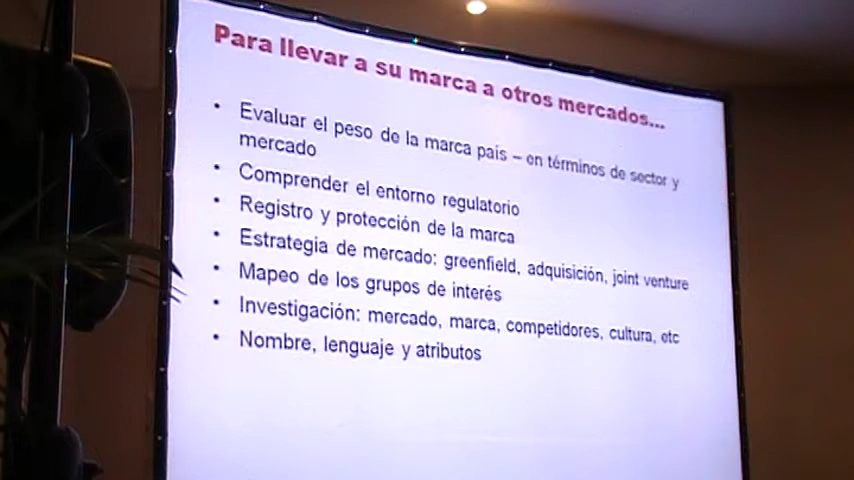 Para llevar a su marca a otros mercados...
• Evaluar el peso de la marca país – en términos de sector y
mercado
• Comprender el entorno regulatorio
• Registro y protección de la marca
• Estrategia de mercado: greenfield, adquisición, joint venture
• Mapeo de los grupos de interés
• Investigación: mercado, marca, competidores, cultura, etc
• Nombre, lenguaje y atributos